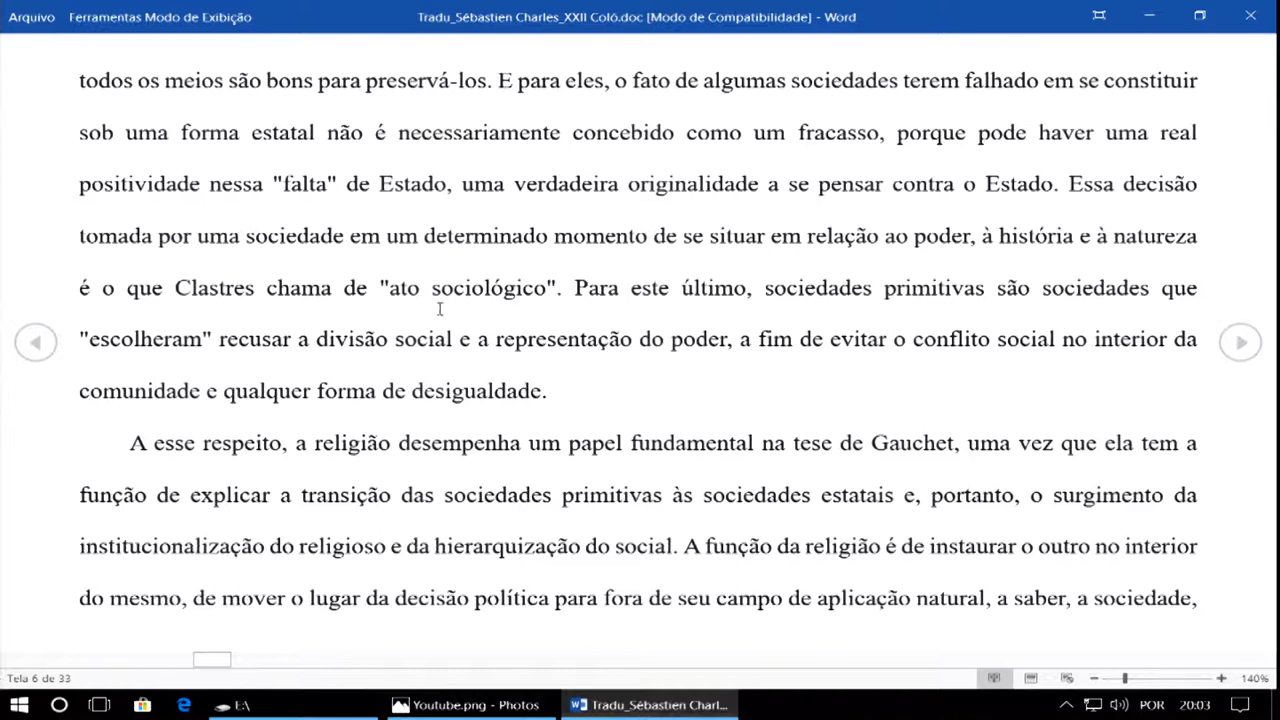 Arquivo Ferramentas Modo de Exibição Tradu_Sébastien Charles_XXII Coló.doc [Modo de Compatibilidade] - Word
todos os meios são bons para preservá-los. E para eles, o fato de algumas sociedades terem falhado em se constituir
sob uma forma estatal não é necessariamente concebido como um fracasso, porque pode haver uma real
positividade nessa "falta" de Estado, uma verdadeira originalidade a se pensar contra o Estado. Essa decisão
tomada por uma sociedade em um determinado momento de se situar em relação ao poder, à história e à natureza
é o que Clastres chama de "ato sociológico". Para este último, sociedades primitivas são sociedades que
"escolheram" recusar a divisão social e a representação do poder, a fim de evitar o conflito social no interior da
comunidade e qualquer forma de desigualdade.
A esse respeito, a religião desempenha um papel fundamental na tese de Gauchet, uma vez que ela tem a
função de explicar a transição das sociedades primitivas às sociedades estatais e, portanto, o surgimento da
institucionalização do religioso e da hierarquização do social. A função da religião é de instaurar o outro no interior
do mesmo, de mover o lugar da decisão política para fora de seu campo de aplicação natural, a saber, a sociedade,
Tela 6 de 33 140%
E:\ Youtube.png - Photos Tradu_Sébastien Charl... POR 20:03